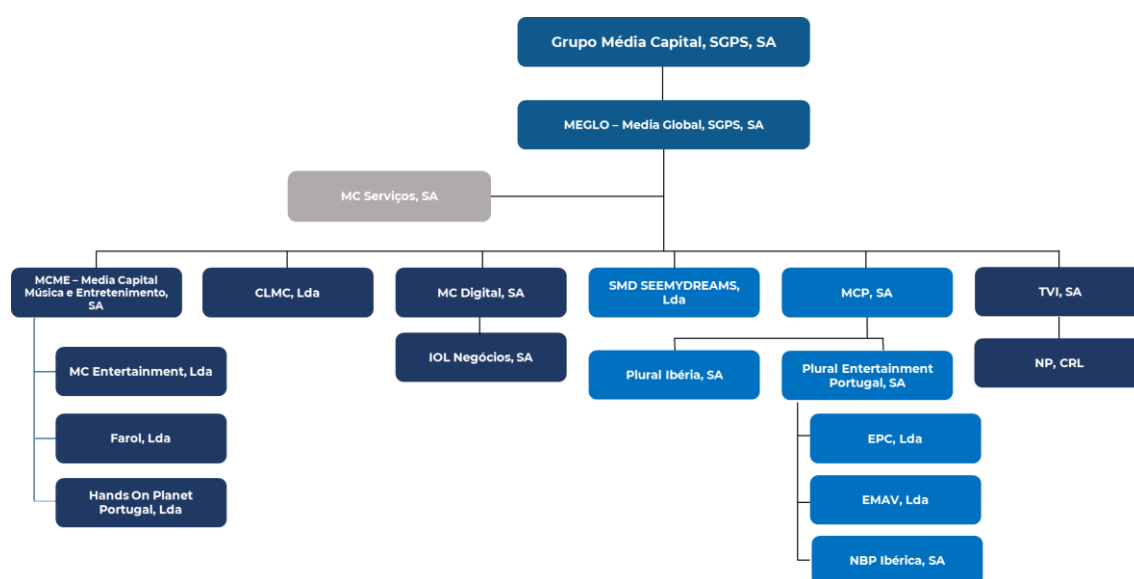 Grupo Média Capital, SGPS, SA
MEGLO – Media Global, SGPS, SA
MC Serviços, SA
MCME – Media Capital
Música e Entretenimento,
SA
CLMC, Lda
MC Digital, SA
SMD SEEMYDREAMS,
Lda
MCP, SA
TVI, SA
IOL Negócios, SA
NP, CRL
MC Entertainment, Lda
Plural Ibéria, SA
Plural Entertainment
Portugal, SA
Farol, Lda
EPC, Lda
Hands On Planet
Portugal, Lda
EMAV, Lda
NBP Ibérica, SA